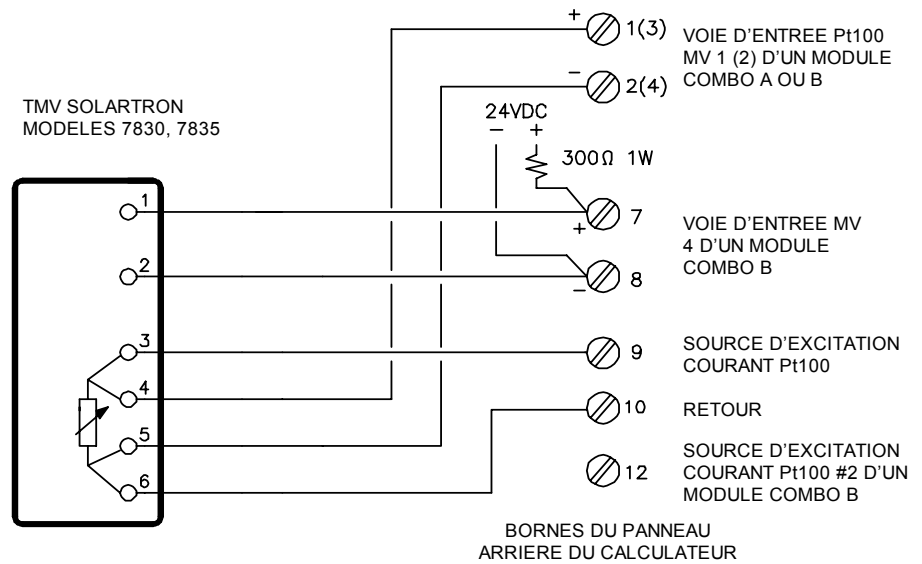 TMV SOLARTRON
MODELES 7830, 7835
1
2
3
4
5
6
+
1(3)
−
2(4)
VOIE D'ENTREE Pt100
MV 1 (2) D'UN MODULE
COMBO A OU B
24VDC
− +
300Ω 1W
7
+
8
−
VOIE D'ENTREE MV
4 D'UN MODULE
COMBO B
9
SOURCE D'EXCITATION
COURANT Pt100
10
RETOUR
12
SOURCE D'EXCITATION
COURANT Pt100 #2 D'UN
MODULE COMBO B
BORNES DU PANNEAU
ARRIERE DU CALCULATEUR